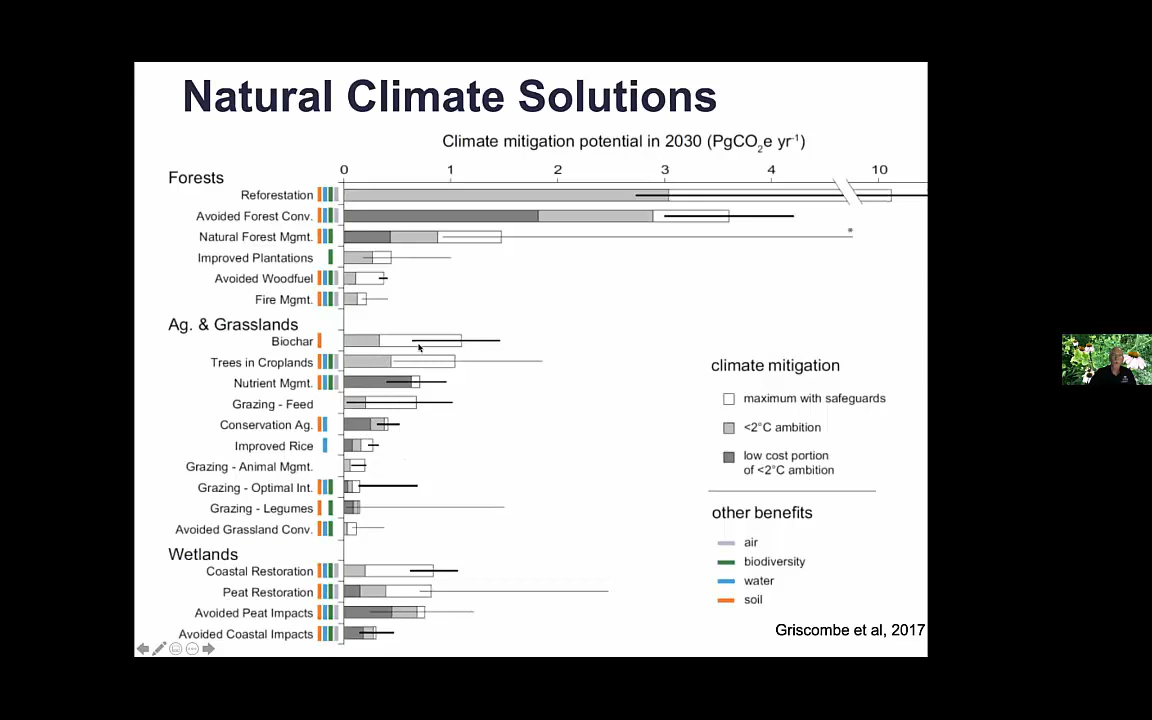 Natural Climate Solutions
Climate mitigation potential in 2030 (PgCO2e yr-1)
0 1 2 3 4 10
Forests
Reforestation
Avoided Forest Conv.
Natural Forest Mgmt.
*
Improved Plantations
Avoided Woodfuel
Fire Mgmt.
Ag. & Grasslands
Biochar
Trees in Croplands
Nutrient Mgmt.
Grazing - Feed
Conservation Ag.
Improved Rice
Grazing - Animal Mgmt.
Grazing - Optimal Int.
Grazing - Legumes
Avoided Grassland Conv.
Wetlands
Coastal Restoration
Peat Restoration
Avoided Peat Impacts
Avoided Coastal Impacts
climate mitigation
maximum with safeguards
<2°C ambition
low cost portion
of <2°C ambition
other benefits
air
biodiversity
water
soil
Griscombe et al, 2017